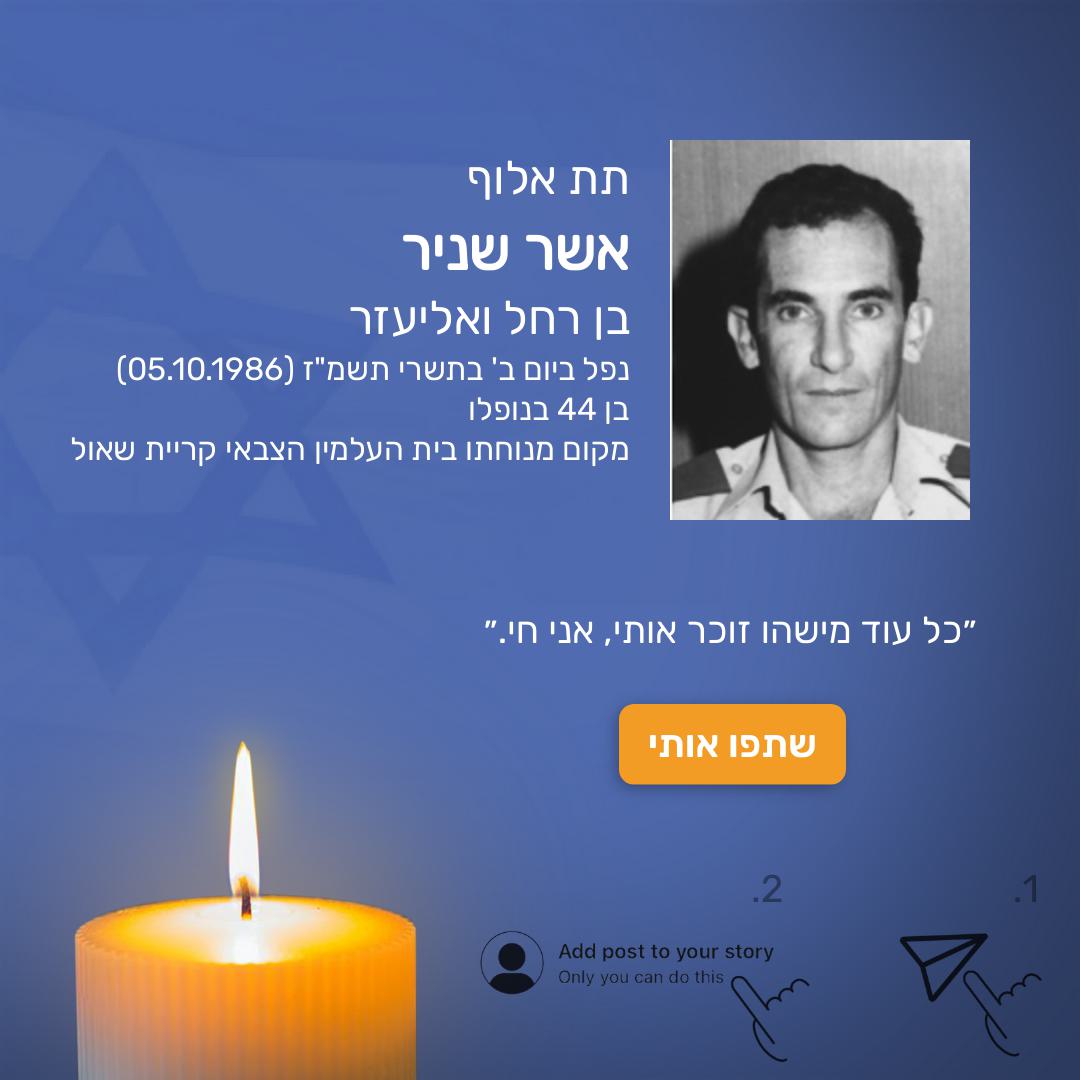 תת אלוף
אשר שניר
בן רחל ואליעזר
נפל ביום ב' בתשרי תשמ"ז (05.10.1986)
בן 44 בנופלו
מקום מנוחתו בית העלמין הצבאי קריית שאול
"כל עוד מישהו זוכר אותי, אני חי."
שתפו אותי
.1
.2
Add post to your story
Only you can do this